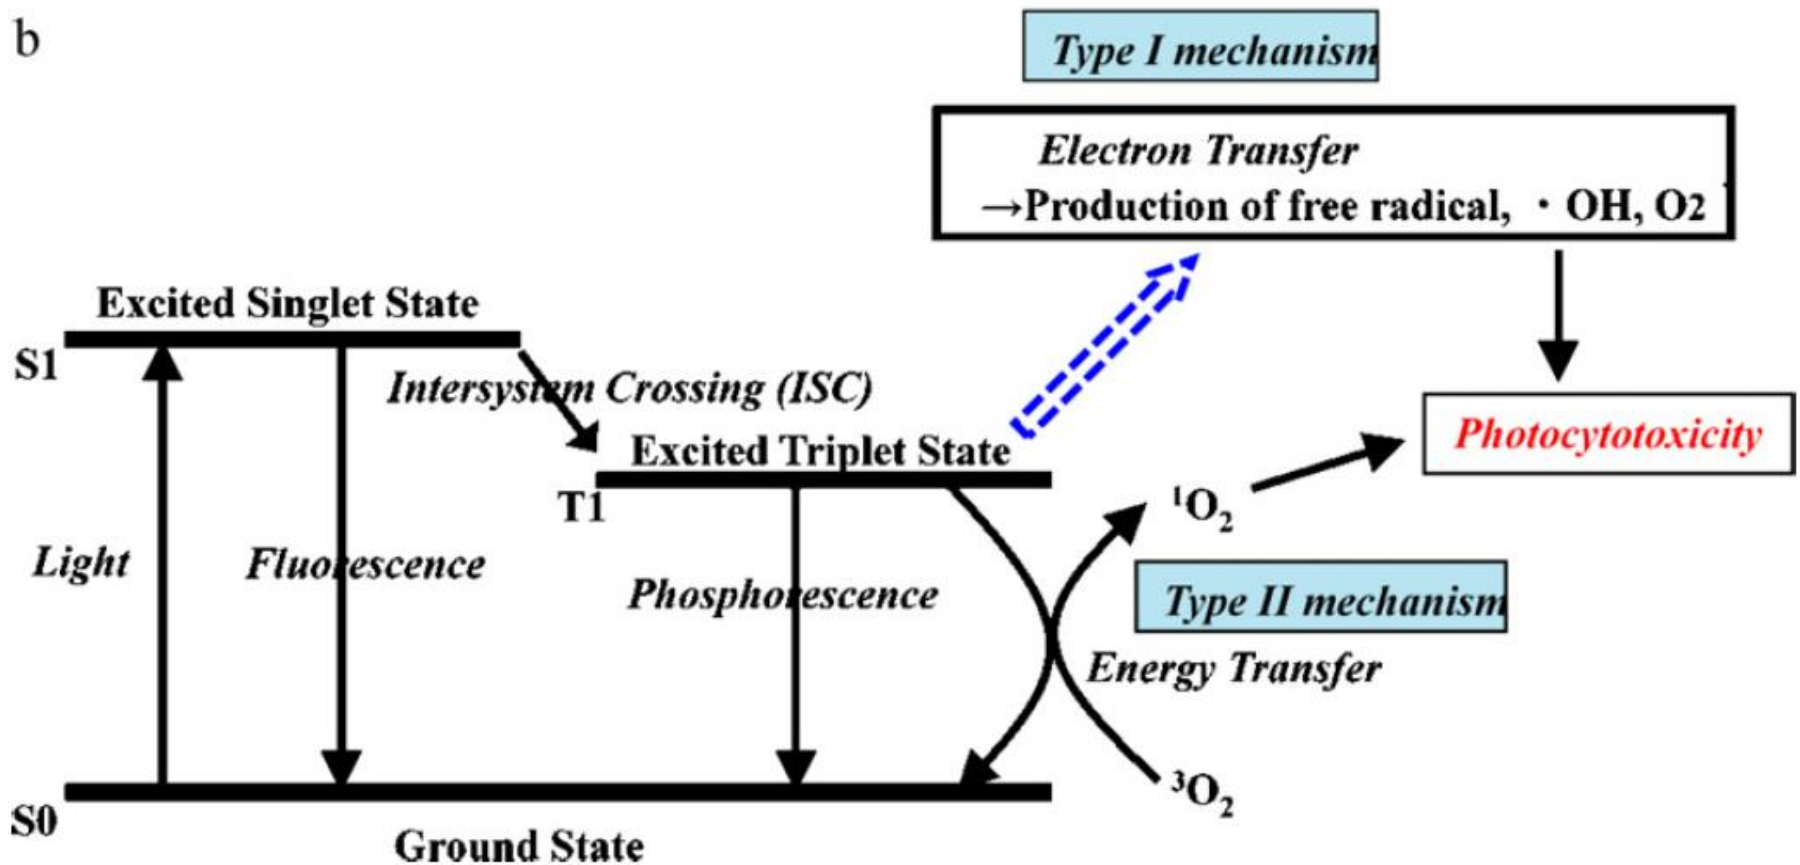 b
Type I mechanism
Electron Transfer
→Production of free radical, ・OH, O2
Excited Singlet State
S1
Intersystem Crossing (ISC)
Excited Triplet State
T1
Photocytotoxicity
¹O₂
Light
Fluorescence
Phosphorescence
Type II mechanism
Energy Transfer
³O₂
S0
Ground State